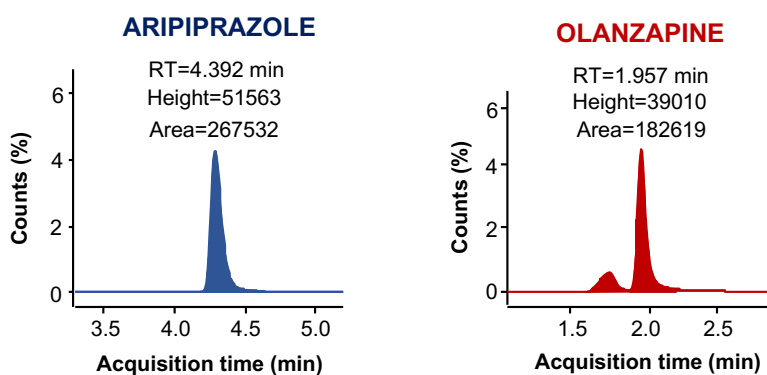 ARIPIPRAZOLE
RT=4.392 min
Height=51563
Area=267532
Counts (%)
6
4
2
0
3.5 4.0 4.5 5.0
Acquisition time (min)
OLANZAPINE
RT=1.957 min
Height=39010
Area=182619
Counts (%)
6
4
2
0
1.5 2.0 2.5
Acquisition time (min)